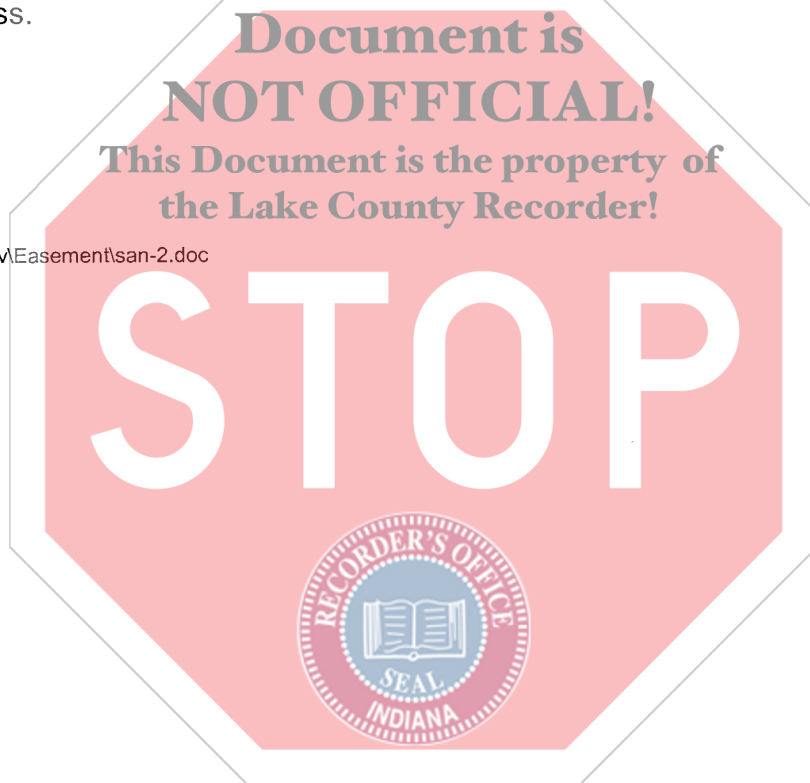 ss.
Document is
NOT OFFICIAL!
This Document is the property of
the Lake County Recorder!
\Easement\san-2.doc
STOP
RECORDER'S OFFICE
SEAL
INDIANA